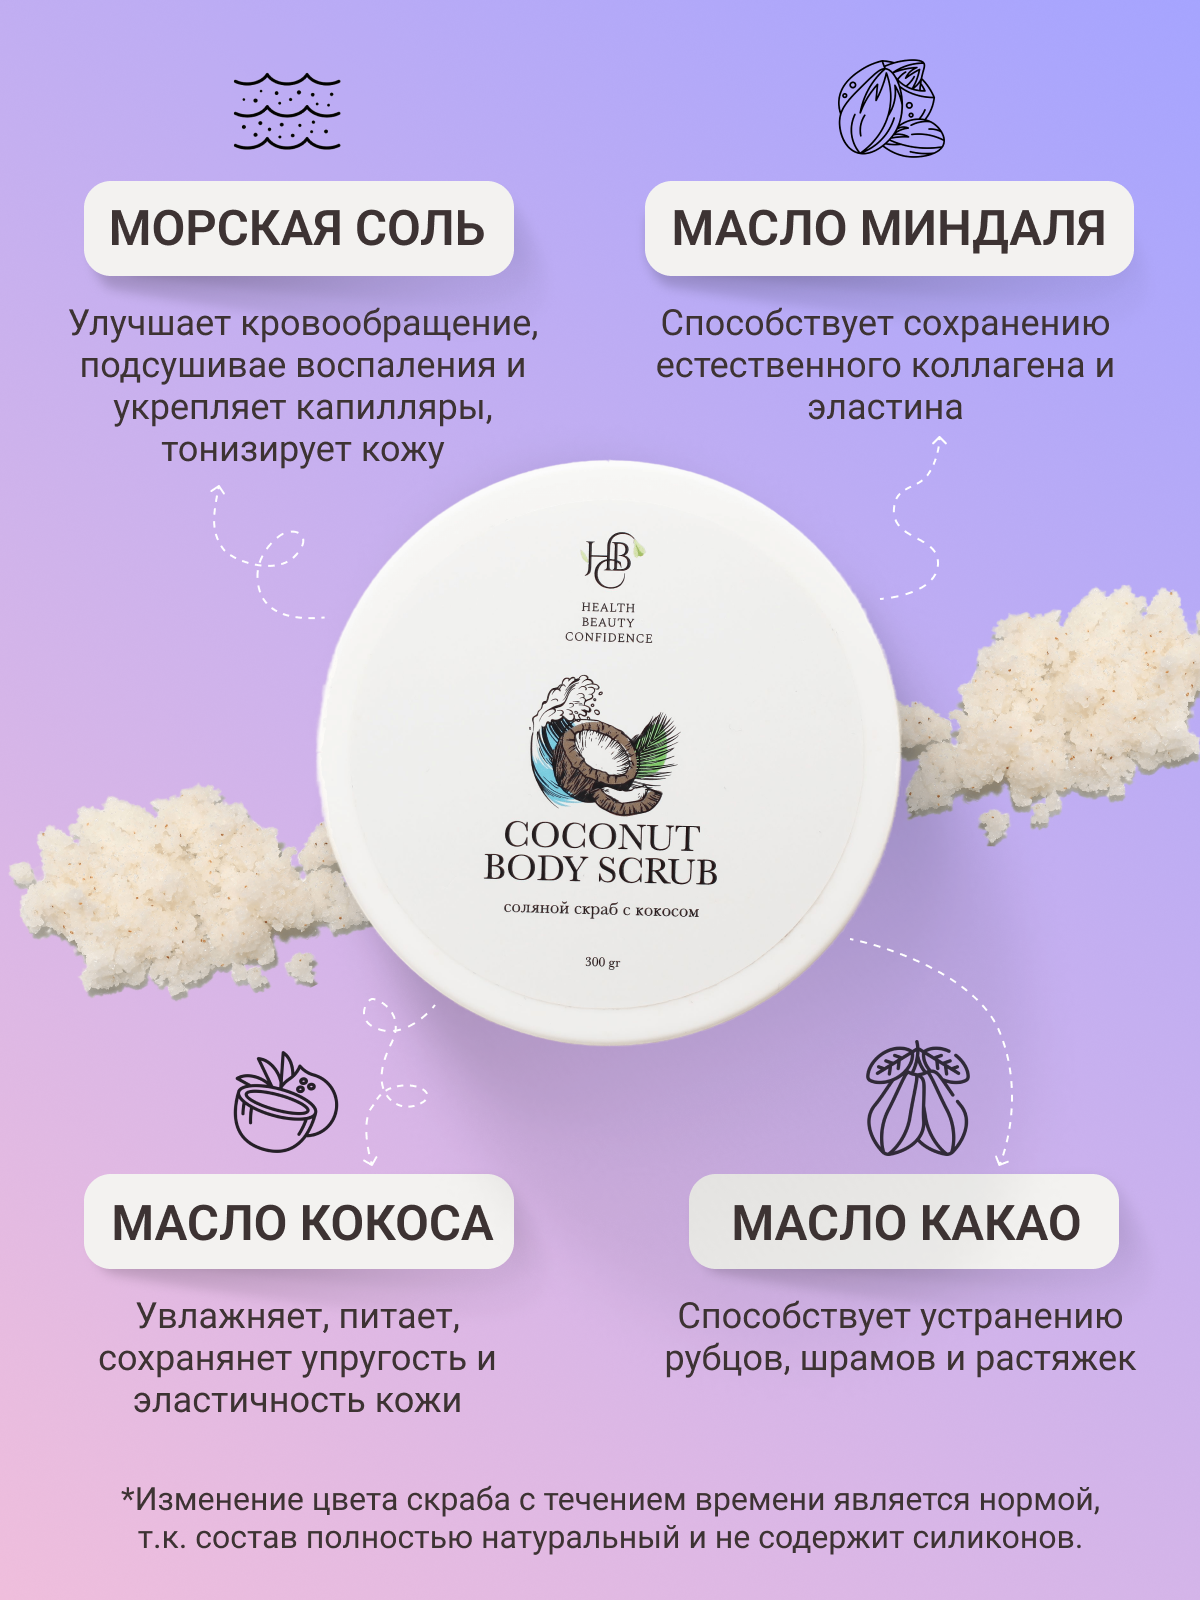 МОРСКАЯ СОЛЬ
Улучшает кровообращение,
подсушивае воспаления и
укрепляет капилляры,
тонизирует кожу
МАСЛО МИНДАЛЯ
Способствует сохранению
естественного коллагена и
эластина
HCB
HEALTH
BEAUTY
CONFIDENCE
COCONUT
BODY SCRUB
соляной скраб с кокосом
300 gr
МАСЛО КОКОСА
Увлажняет, питает,
сохранянет упругость и
эластичность кожи
МАСЛО КАКАО
Способствует устранению
рубцов, шрамов и растяжек
*Изменение цвета скраба с течением времени является нормой,
т.к. состав полностью натуральный и не содержит силиконов.